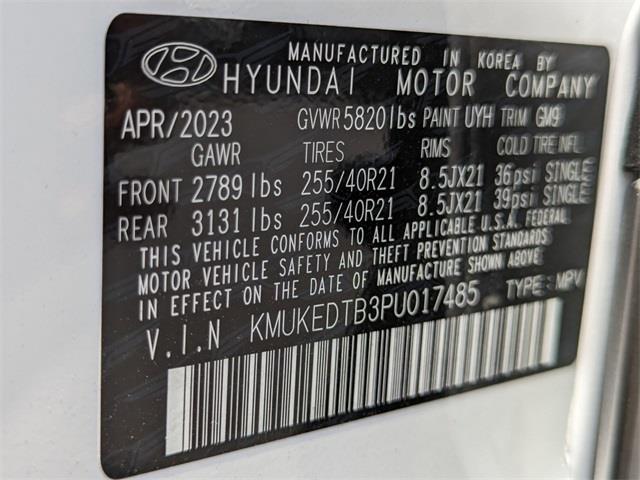 MANUFACTURED IN KOREA BY
HYUNDAI MOTOR COMPANY
APR/2023 GVWR 5820 lbs PAINT UYH TRIM GM9
GAWR TIRES RIMS COLD TIRE INFL.
FRONT 2789 lbs 255/40R21 8.5JX21 36psi SINGLE
REAR 3131 lbs 255/40R21 8.5JX21 39psi SINGLE
THIS VEHICLE CONFORMS TO ALL APPLICABLE U.S.A. FEDERAL
MOTOR VEHICLE SAFETY AND THEFT PREVENTION STANDARDS
IN EFFECT ON THE DATE OF MANUFACTURE SHOWN ABOVE.
V.I.N KMUKEDTB3PU017485 TYPE: MPV